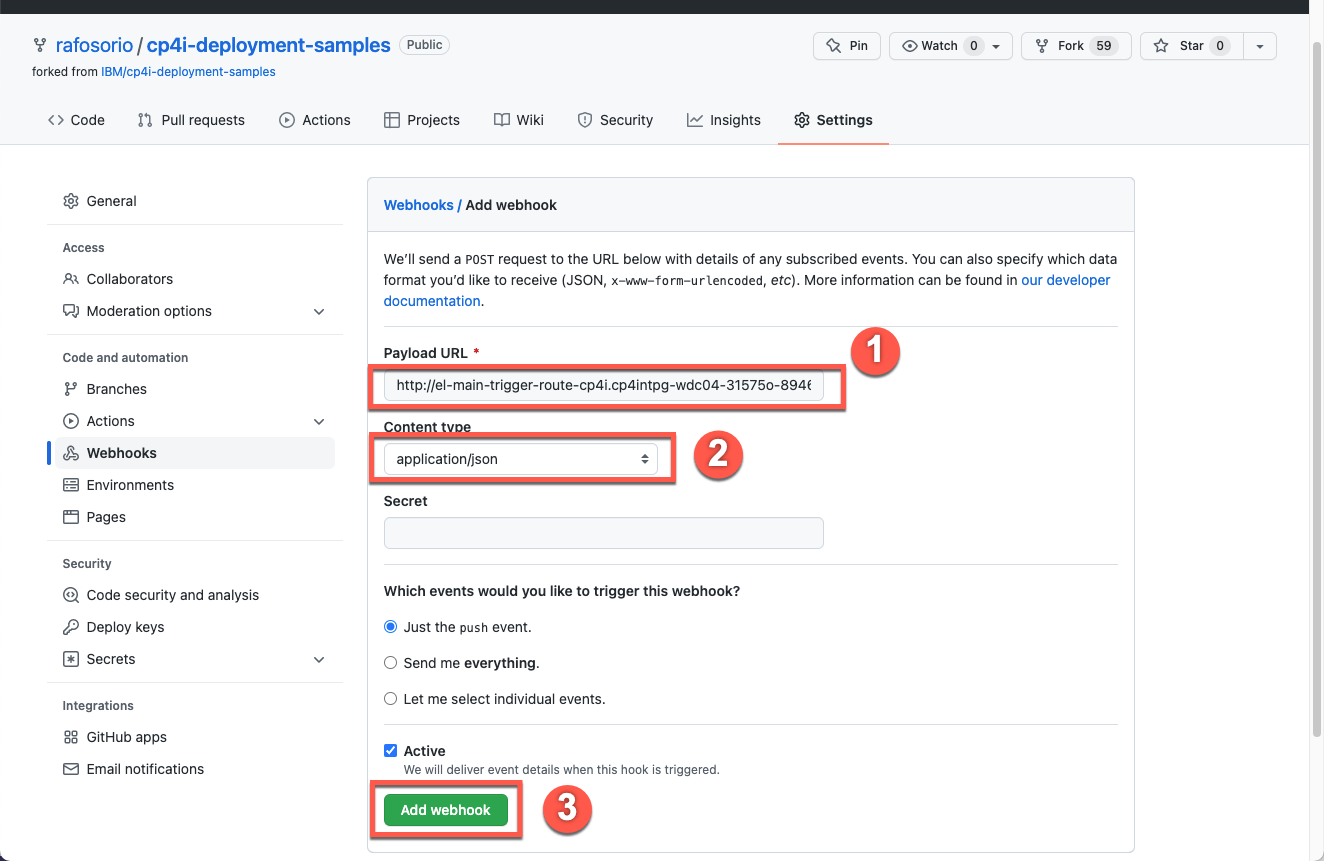 rafosorio / cp4i-deployment-samples Public
Pin Watch 0 Fork 59 Star 0
forked from IBM/cp4i-deployment-samples
Code Pull requests Actions Projects Wiki Security Insights Settings
General
Access
Collaborators
Moderation options
Code and automation
Branches
Actions
Webhooks
Environments
Pages
Security
Code security and analysis
Deploy keys
Secrets
Integrations
GitHub apps
Email notifications
Webhooks / Add webhook
We’ll send a POST request to the URL below with details of any subscribed events. You can also specify which data
format you’d like to receive (JSON, x-www-form-urlencoded, etc). More information can be found in our developer
documentation.
Payload URL *
1
http://el-main-trigger-route-cp4i.cp4intpg-wdc04-31575o-894
Content type
application/json
2
Secret
Which events would you like to trigger this webhook?
Just the push event.
Send me everything.
Let me select individual events.
Active
We will deliver event details when this hook is triggered.
Add webhook
3